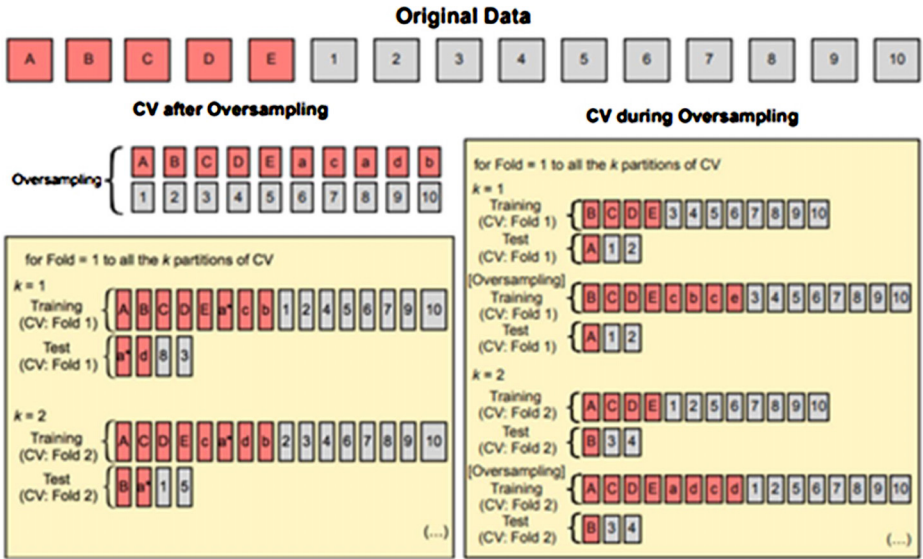 Original Data
A B C D E 1 2 3 4 5 6 7 8 9 10
CV after Oversampling
Oversampling
A B C D E a c a d b
1 2 3 4 5 6 7 8 9 10
for Fold = 1 to all the k partitions of CV
k = 1
Training
(CV: Fold 1)
A B C D E a* c b 1 2 4 5 6 7 9 10
Test
(CV: Fold 1)
a* d 8 3
k = 2
Training
(CV: Fold 2)
A C D E c a* d b 2 3 4 6 7 8 9 10
Test
(CV: Fold 2)
B a* 1 5
(...)
CV during Oversampling
for Fold = 1 to all the k partitions of CV
k = 1
Training
(CV: Fold 1)
B C D E 3 4 5 6 7 8 9 10
Test
(CV: Fold 1)
A 1 2
[Oversampling]
Training
(CV: Fold 1)
B C D E c b c e 3 4 5 6 7 8 9 10
Test
(CV: Fold 1)
A 1 2
k = 2
Training
(CV: Fold 2)
A C D E 1 2 5 6 7 8 9 10
Test
(CV: Fold 2)
B 3 4
[Oversampling]
Training
(CV: Fold 2)
A C D E a d c d 1 2 5 6 7 8 9 10
Test
(CV: Fold 2)
B 3 4
(...)